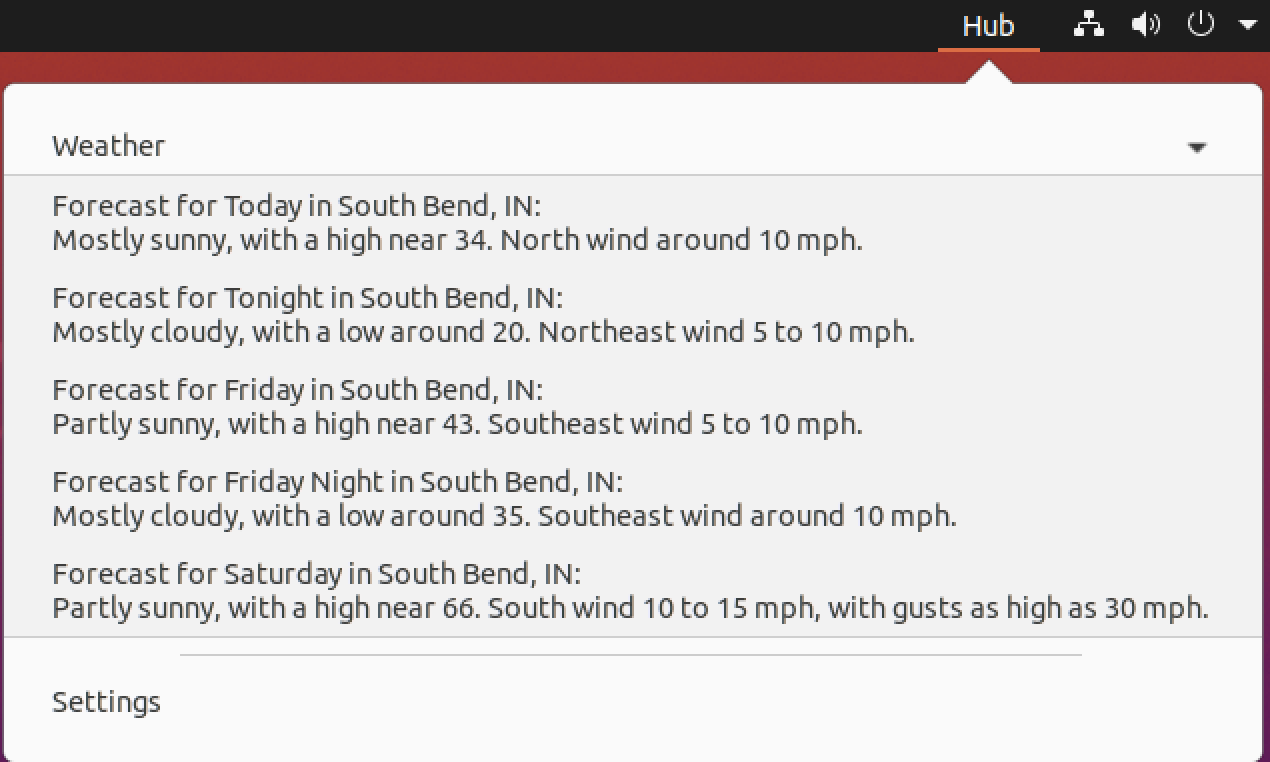 Hub
Weather
Forecast for Today in South Bend, IN:
Mostly sunny, with a high near 34. North wind around 10 mph.
Forecast for Tonight in South Bend, IN:
Mostly cloudy, with a low around 20. Northeast wind 5 to 10 mph.
Forecast for Friday in South Bend, IN:
Partly sunny, with a high near 43. Southeast wind 5 to 10 mph.
Forecast for Friday Night in South Bend, IN:
Mostly cloudy, with a low around 35. Southeast wind around 10 mph.
Forecast for Saturday in South Bend, IN:
Partly sunny, with a high near 66. South wind 10 to 15 mph, with gusts as high as 30 mph.
Settings